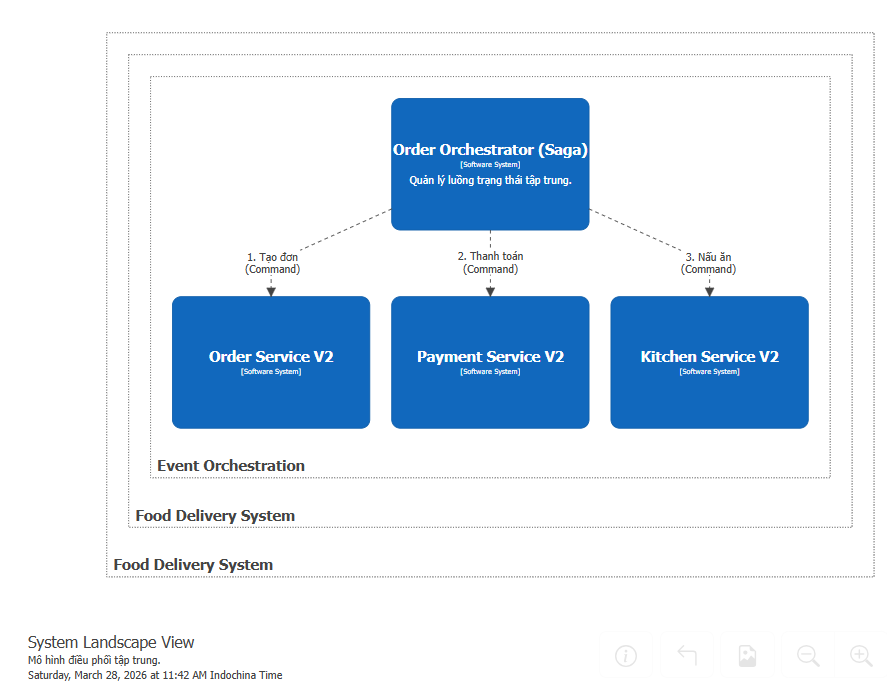 Order Orchestrator (Saga)
[Software System]
Quản lý luồng trạng thái tập trung.
1. Tạo đơn
(Command)
2. Thanh toán
(Command)
3. Nấu ăn
(Command)
Order Service V2
[Software System]
Payment Service V2
[Software System]
Kitchen Service V2
[Software System]
Event Orchestration
Food Delivery System
Food Delivery System
System Landscape View
Mô hình điều phối tập trung.
Saturday, March 28, 2026 at 11:42 AM Indochina Time